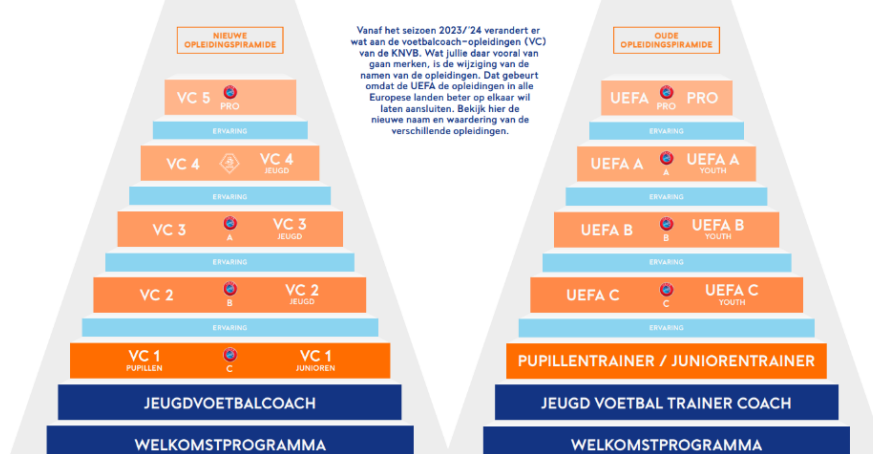 NIEUWE
OPLEIDINGSPIRAMIDE
VC 5
PRO
ERVARING
VC 4
VC 4
JEUGD
ERVARING
VC 3
A
VC 3
JEUGD
ERVARING
VC 2
B
VC 2
JEUGD
ERVARING
VC 1
PUPILLEN
C
VC 1
JUNIOREN
JEUGDVOETBALCOACH
WELKOMSTPROGRAMMA
Vanaf het seizoen 2023/'24 verandert er
wat aan de voetbalcoach-opleidingen (VC)
van de KNVB. Wat jullie daar vooral van
gaan merken, is de wijziging van de
namen van de opleidingen. Dat gebeurt
omdat de UEFA de opleidingen in alle
Europese landen beter op elkaar wil
laten aansluiten. Bekijk hier de
nieuwe naam en waardering van de
verschillende opleidingen.
OUDE
OPLEIDINGSPIRAMIDE
UEFA
PRO
PRO
ERVARING
UEFA A
A
UEFA A
YOUTH
ERVARING
UEFA B
B
UEFA B
YOUTH
ERVARING
UEFA C
C
UEFA C
YOUTH
ERVARING
PUPILLENTRAINER / JUNIORENTRAINER
JEUGD VOETBAL TRAINER COACH
WELKOMSTPROGRAMMA